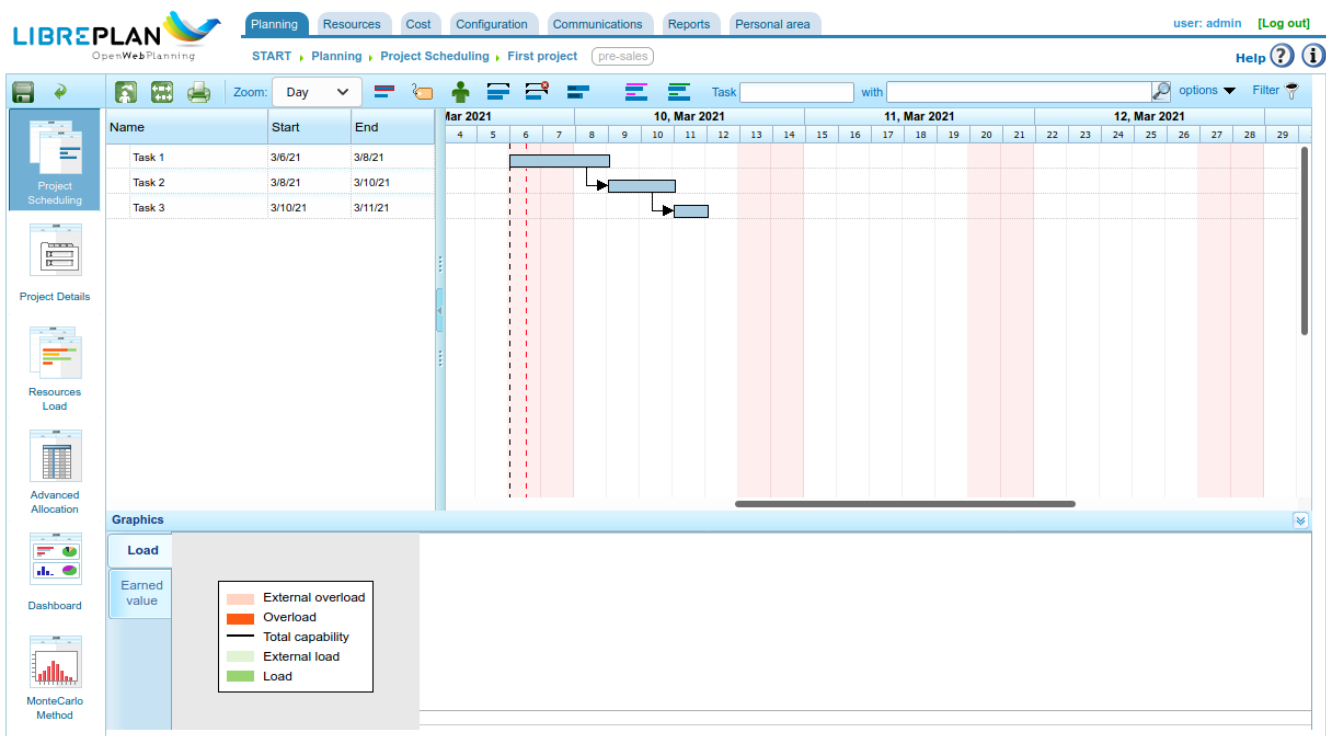 LIBREPLAN
OpenWebPlanning
Planning Resources Cost Configuration Communications Reports Personal area
user: admin [Log out]
START Planning Project Scheduling First project pre-sales
Help ? i
Zoom: Day Task with options Filter
Name Start End
Mar 2021 10, Mar 2021 11, Mar 2021 12, Mar 2021
4 5 6 7 8 9 10 11 12 13 14 15 16 17 18 19 20 21 22 23 24 25 26 27 28 29
Task 1 3/6/21 3/8/21
Task 2 3/8/21 3/10/21
Task 3 3/10/21 3/11/21
Project
Scheduling
Project Details
Resources
Load
Advanced
Allocation
Dashboard
MonteCarlo
Method
Graphics
Load
Earned
value
External overload
Overload
Total capability
External load
Load